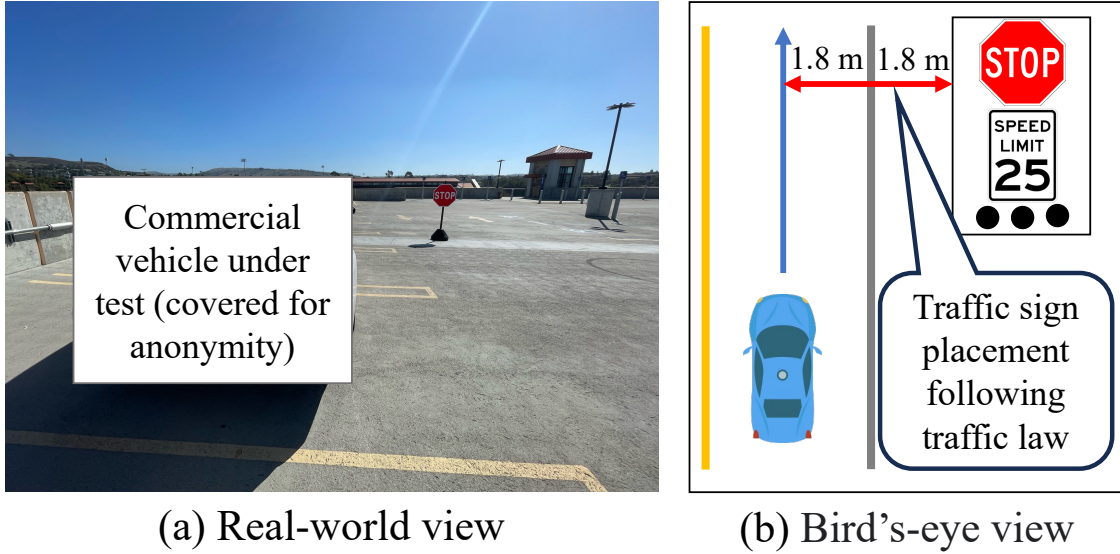 Commercial
vehicle under
test (covered for
anonymity)
STOP
(a) Real-world view
1.8 m 1.8 m
STOP
SPEED
LIMIT
25
Traffic sign
placement
following
traffic law
(b) Bird's-eye view